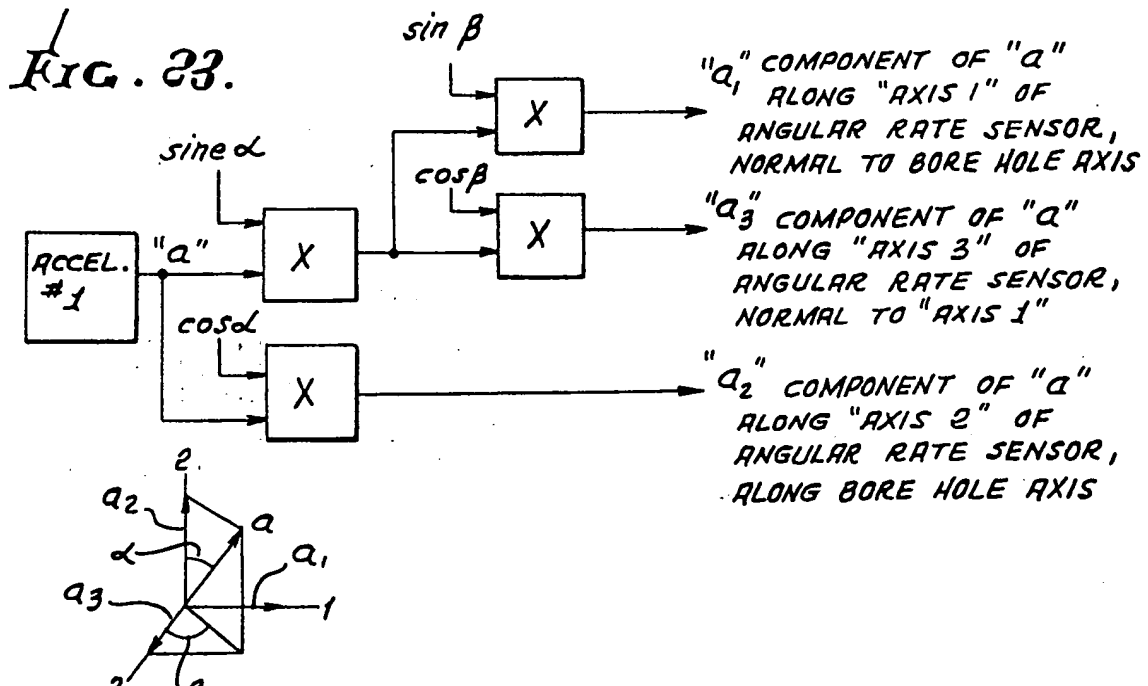 FIG. 23.
sin β
sine α
cosβ
"a"
ACCEL.
#1
X
X
X
cosα
X
"a₁" COMPONENT OF "a"
ALONG "AXIS 1" OF
ANGULAR RATE SENSOR,
NORMAL TO BORE HOLE AXIS
"a₃" COMPONENT OF "a"
ALONG "AXIS 3" OF
ANGULAR RATE SENSOR,
NORMAL TO "AXIS 1"
"a₂" COMPONENT OF "a"
ALONG "AXIS 2" OF
ANGULAR RATE SENSOR,
ALONG BORE HOLE AXIS
2.
a₂
a
α
a₁
a₃
1